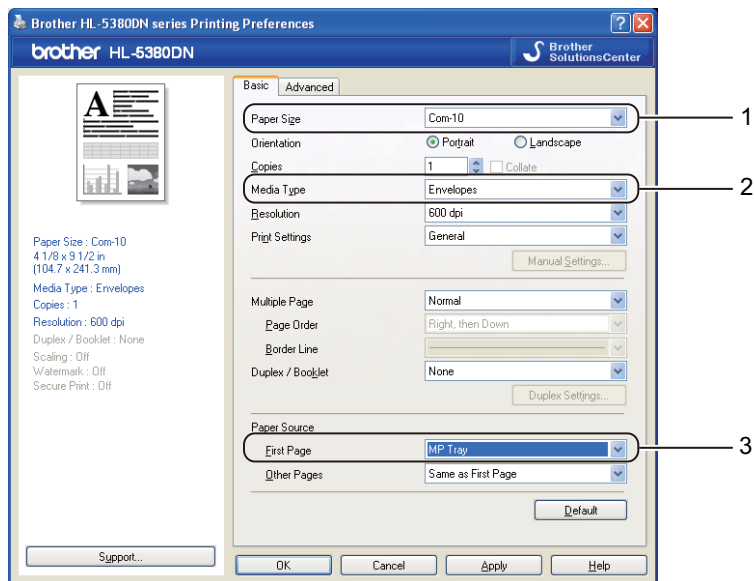 Brother HL-5380DN series Printing Preferences
brother HL-5380DN
Brother
SolutionsCenter
A
Paper Size : Com-10
4 1/8 x 9 1/2 in
(104.7 x 241.3 mm)
Media Type : Envelopes
Copies : 1
Resolution : 600 dpi
Duplex / Booklet : None
Scaling : Off
Watermark : Off
Secure Print : Off
Support...
Basic Advanced
Paper Size Com-10 1
Orientation Portrait Landscape
Copies 1 Collate
Media Type Envelopes 2
Resolution 600 dpi
Print Settings General
Manual Settings...
Multiple Page Normal
Page Order Right, then Down
Border Line
Duplex / Booklet None
Duplex Settings...
Paper Source
First Page MP Tray 3
Other Pages Same as First Page
Default
OK Cancel Apply Help